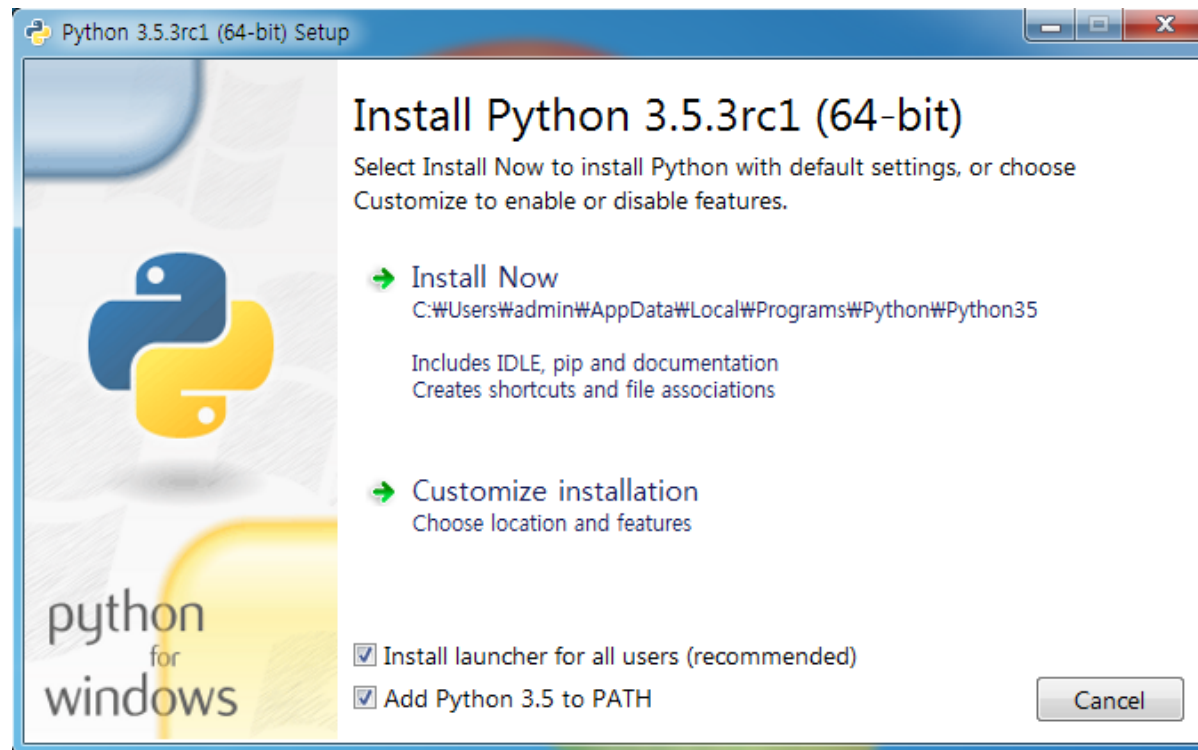 Python 3.5.3rc1 (64-bit) Setup
Install Python 3.5.3rc1 (64-bit)
Select Install Now to install Python with default settings, or choose
Customize to enable or disable features.
Install Now
C:₩Users₩admin₩AppData₩Local₩Programs₩Python₩Python35
Includes IDLE, pip and documentation
Creates shortcuts and file associations
Customize installation
Choose location and features
python
for
windows
Install launcher for all users (recommended)
Add Python 3.5 to PATH
Cancel